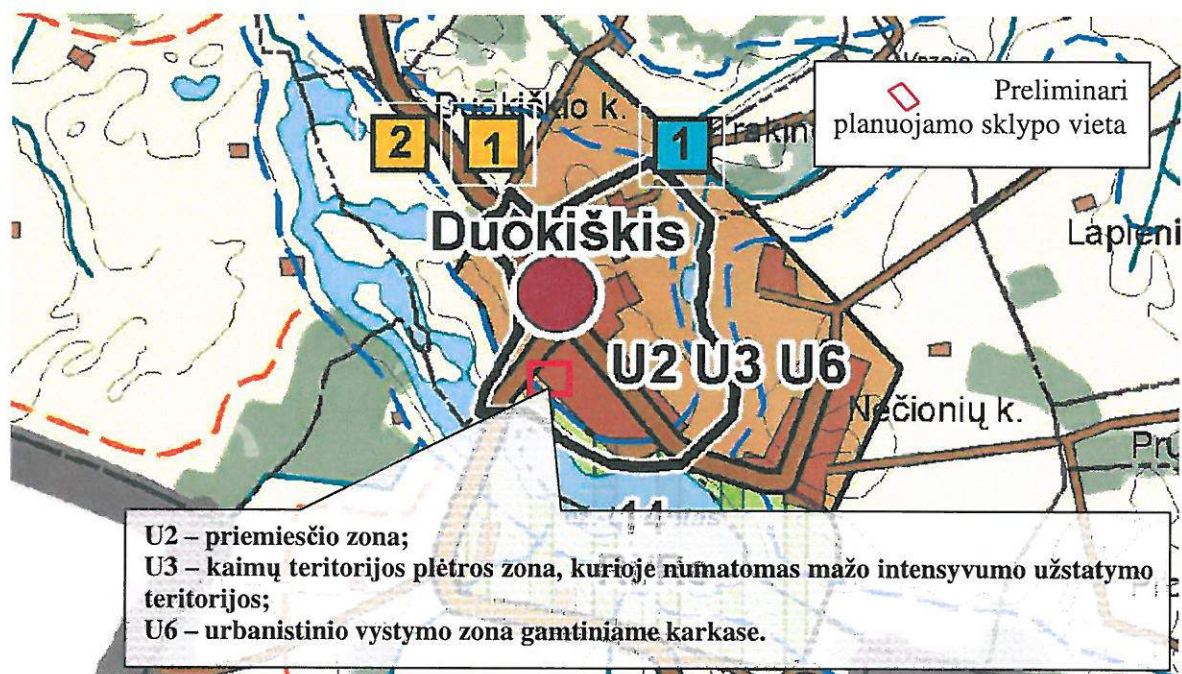 Duokiškio k.
Preliminari
planuojamo sklypo vieta
2
1
1
Duokiškis
U2 U3 U6
Nečionių k.
U2 – priemiesčio zona;
U3 – kaimų teritorijos plėtros zona, kurioje numatomas mažo intensyvumo užstatymo
teritorijos;
U6 – urbanistinio vystymo zona gamtiniame karkase.